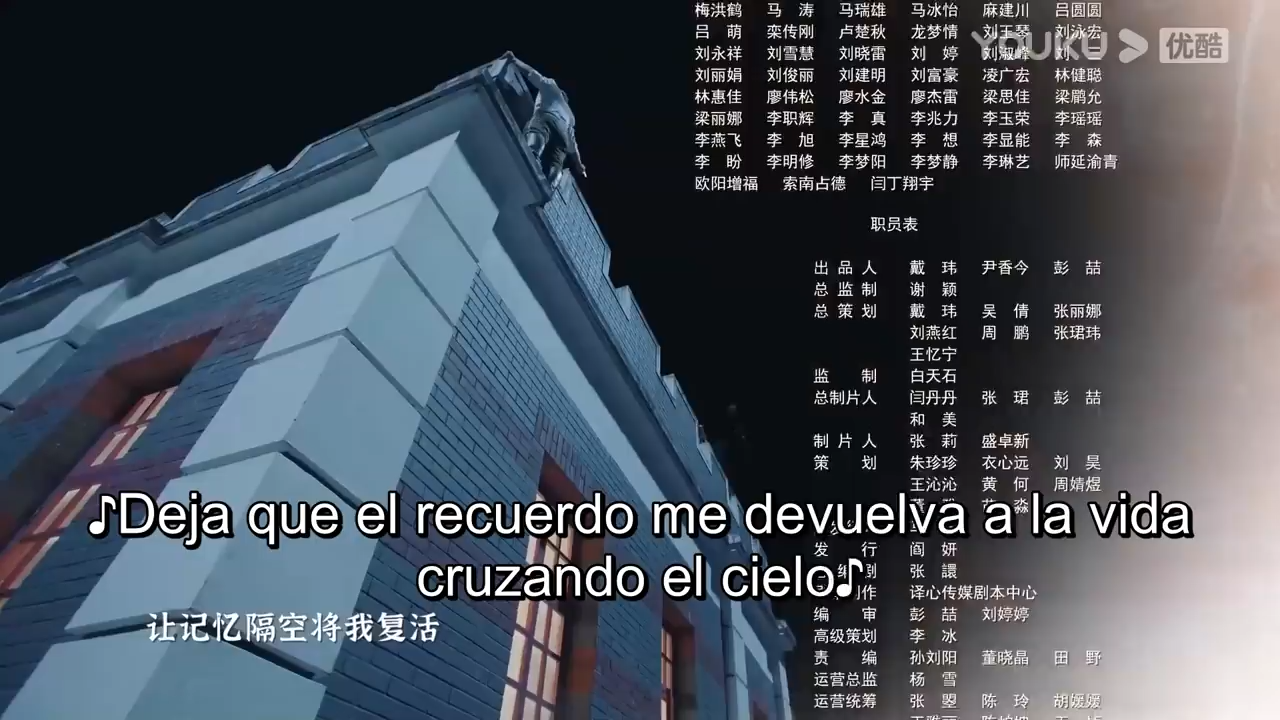 梅洪鹤 马涛 马瑞雄 马冰怡 麻建川 吕圆圆
吕萌 栾传刚 卢楚秋 龙梦情 刘玉琴 刘泳宏
YOUKU 优酷
刘永祥 刘雪慧 刘晓雷 刘婷 刘淑峰 刘
刘丽娟 刘俊丽 刘建明 刘富豪 凌广宏 林健聪
林惠佳 廖伟松 廖水金 廖杰雷 梁思佳 梁鹏允
梁丽娜 李职辉 李真 李兆力 李玉荣 李瑶瑶
李燕飞 李旭 李星鸿 李想 李显能 李森
李盼 李明修 李梦阳 李梦静 李琳艺 师延渝青
欧阳增福 索南占德 闫丁翔宇
职员表
出品人 戴玮 尹香今 彭喆
总监制 谢颖
总策划 戴玮 吴倩 张丽娜
刘燕红 周鹏 张珺玮
王忆宁
监制 白天石
总制片人 闫丹丹 张珺 彭喆
和美
制片人 张莉 盛卓新
策划 朱珍珍 衣心远 刘昊
王沁沁 黄何 周婧煜
♪Deja que el recuerdo me devuelva a la vida
cruzando el cielo♪
发行 阎妍
剧 张譞
作 译心传媒剧本中心
编审 彭喆 刘婷婷
让记忆隔空将我复活
高级策划 李冰
责编 孙刘阳 董晓晶 田野
运营总监 杨雪
运营统筹 张曌 陈玲 胡媛媛